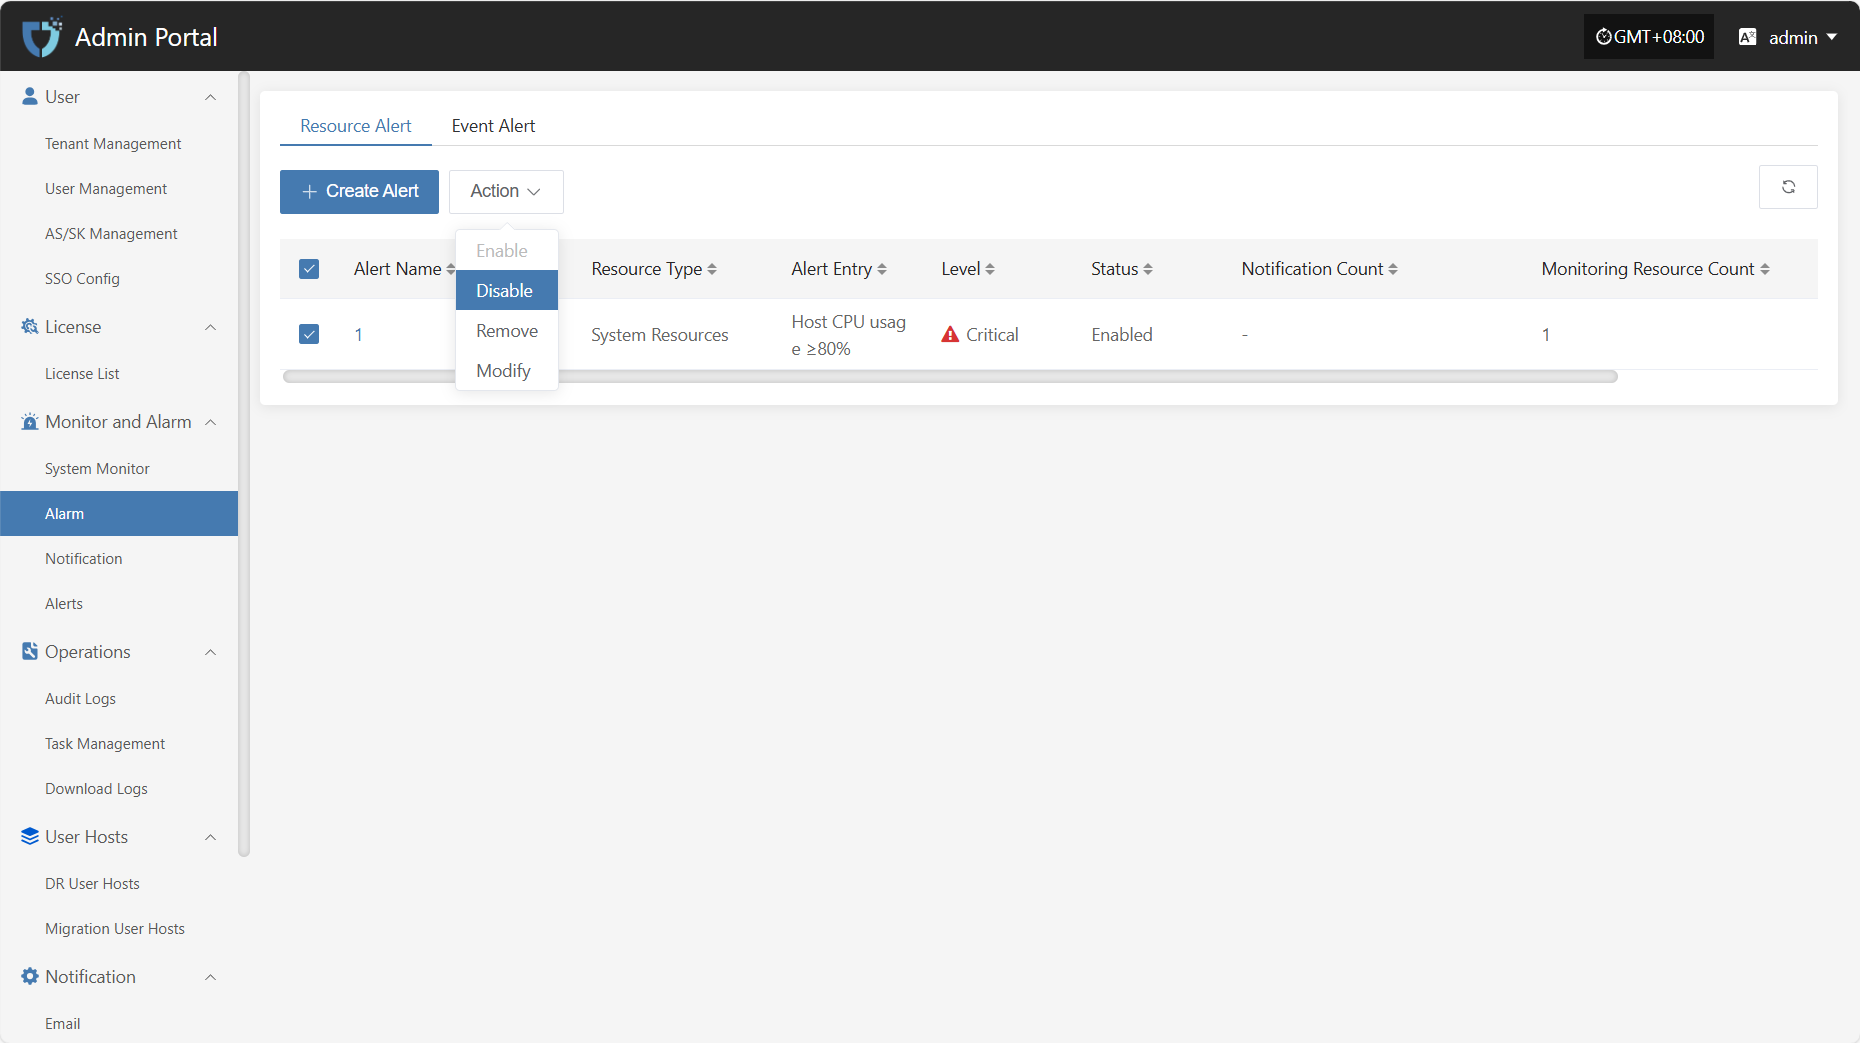 Admin Portal
GMT+08:00
admin
User
Tenant Management
User Management
AS/SK Management
SSO Config
License
License List
Monitor and Alarm
System Monitor
Alarm
Notification
Alerts
Operations
Audit Logs
Task Management
Download Logs
User Hosts
DR User Hosts
Migration User Hosts
Notification
Email
Resource Alert
Event Alert
Create Alert
Action
Enable
Disable
Remove
Modify
Alert Name
Resource Type
Alert Entry
Level
Status
Notification Count
Monitoring Resource Count
1
System Resources
Host CPU usag
e ≥80%
Critical
Enabled
-
1